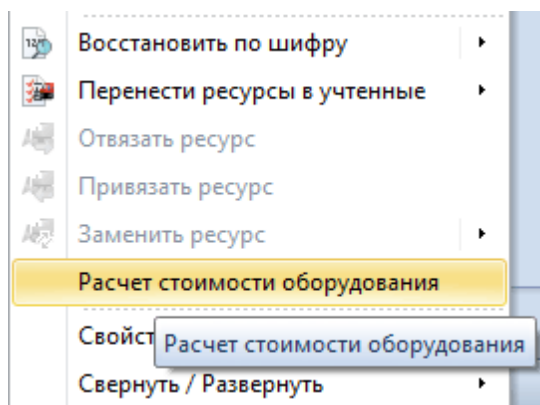 Восстановить по шифру
Перенести ресурсы в учтенные
Отвязать ресурс
Привязать ресурс
Заменить ресурс
Расчет стоимости оборудования
Свойст
Расчет стоимости оборудования
Свернуть / Развернуть